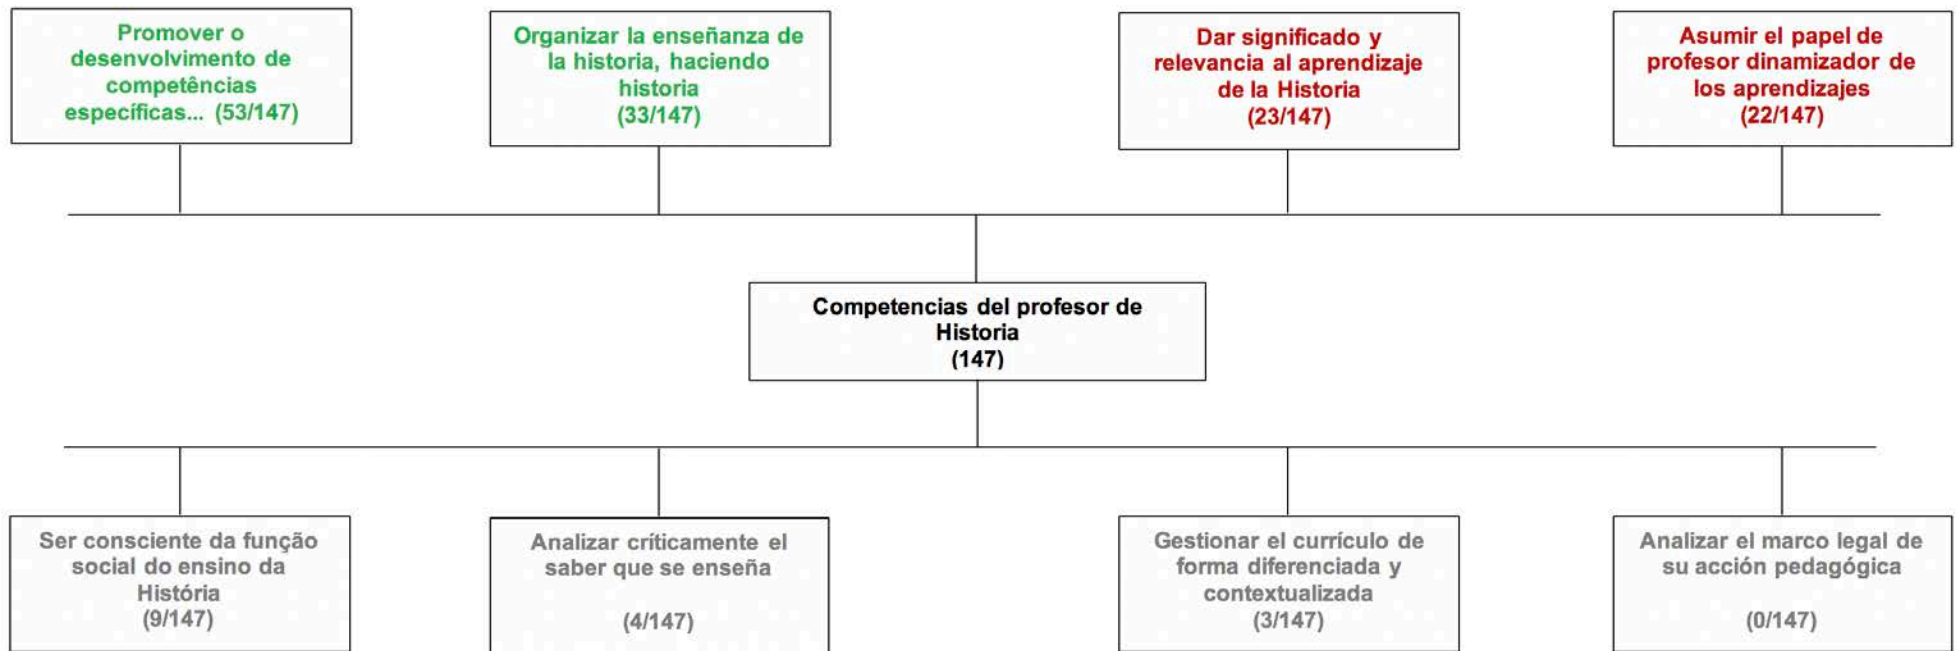 Promover o
desenvolvimento de
competências
específicas... (53/147)
Organizar la enseñanza de
la historia, haciendo
historia
(33/147)
Dar significado y
relevancia al aprendizaje
de la Historia
(23/147)
Asumir el papel de
profesor dinamizador de
los aprendizajes
(22/147)
Competencias del profesor de
Historia
(147)
Ser consciente da função
social do ensino da
História
(9/147)
Analizar críticamente el
saber que se enseña
(4/147)
Gestionar el currículo de
forma diferenciada y
contextualizada
(3/147)
Analizar el marco legal de
su acción pedagógica
(0/147)